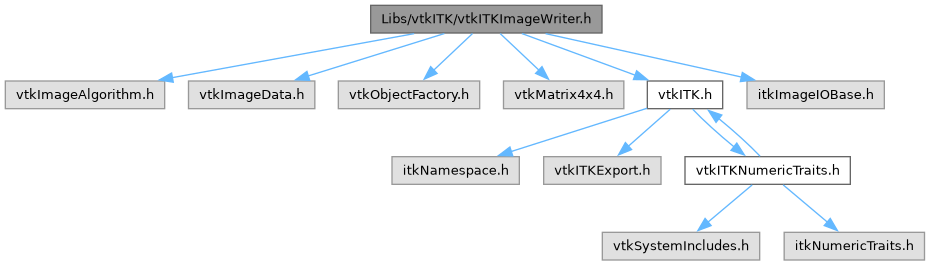 Libs/vtkITK/vtkITKImageWriter.h
vtkImageAlgorithm.h
vtkImageData.h
vtkObjectFactory.h
vtkMatrix4x4.h
vtkITK.h
itkImageIOBase.h
itkNamespace.h
vtkITKExport.h
vtkITKNumericTraits.h
vtkSystemIncludes.h
itkNumericTraits.h